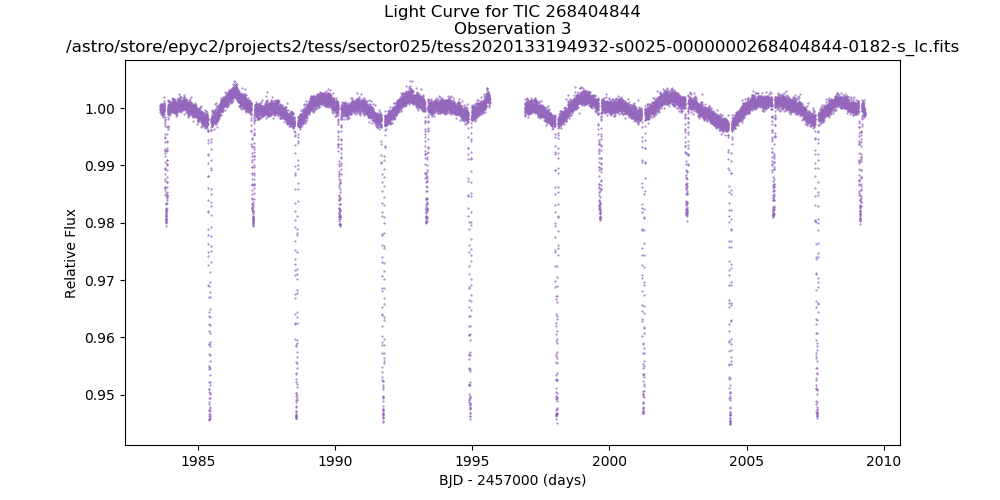 Light Curve for TIC 268404844
Observation 3
/astro/store/epyc2/projects2/tess/sector025/tess2020133194932-s0025-0000000268404844-0182-s_lc.fits
1.00
0.99
0.98
0.97
0.96
0.95
Relative Flux
1985 1990 1995 2000 2005 2010
BJD - 2457000 (days)